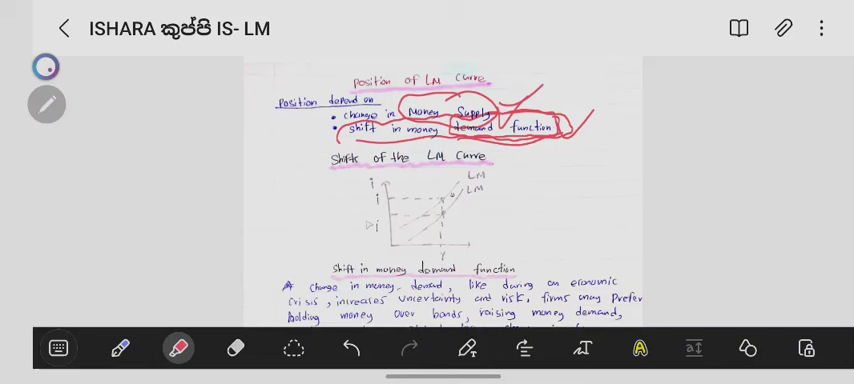 ISHARA කුප්පි IS- LM
Position of LM Curve
Position depend on
• change in Money Supply
• shift in money demand function
Shifts of the LM Curve
i
LM
i
LM
i
Y
Shift in money demand function
A change in money demand, like during an economic
crisis, increases uncertainty and risk. firms may prefer
holding money over bonds, raising money demand,